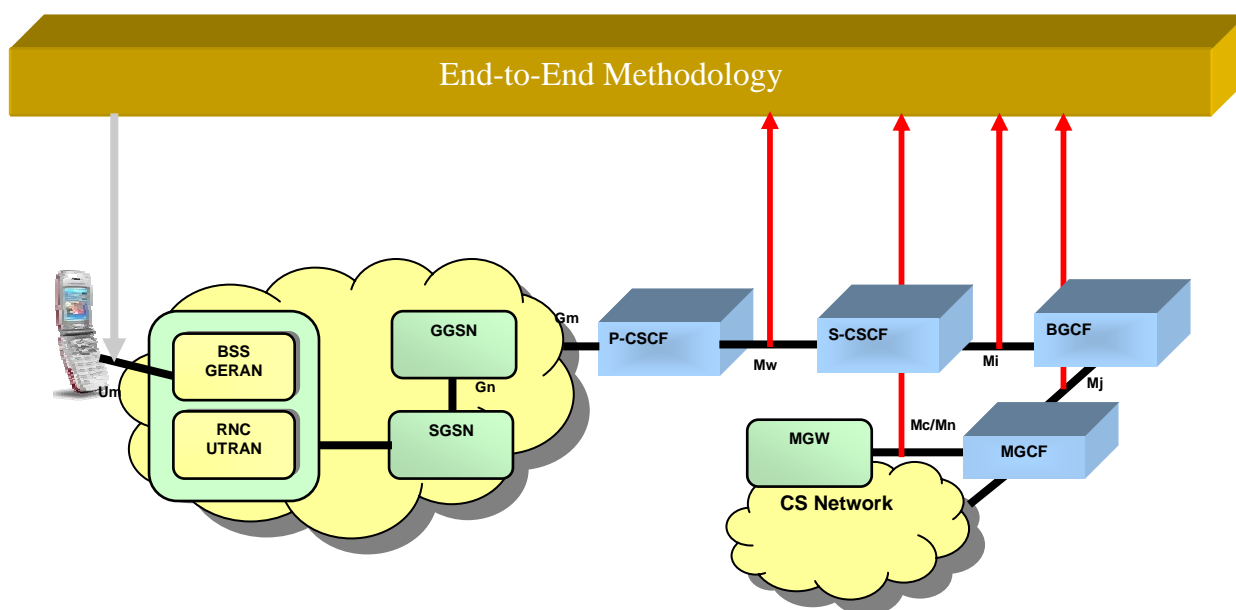 End-to-End Methodology
Um
BSS
GERAN
RNC
UTRAN
GGSN
Gn
SGSN
Gm
P-CSCF
Mw
S-CSCF
Mi
BGCF
Mj
MGW
Mc/Mn
MGCF
CS Network